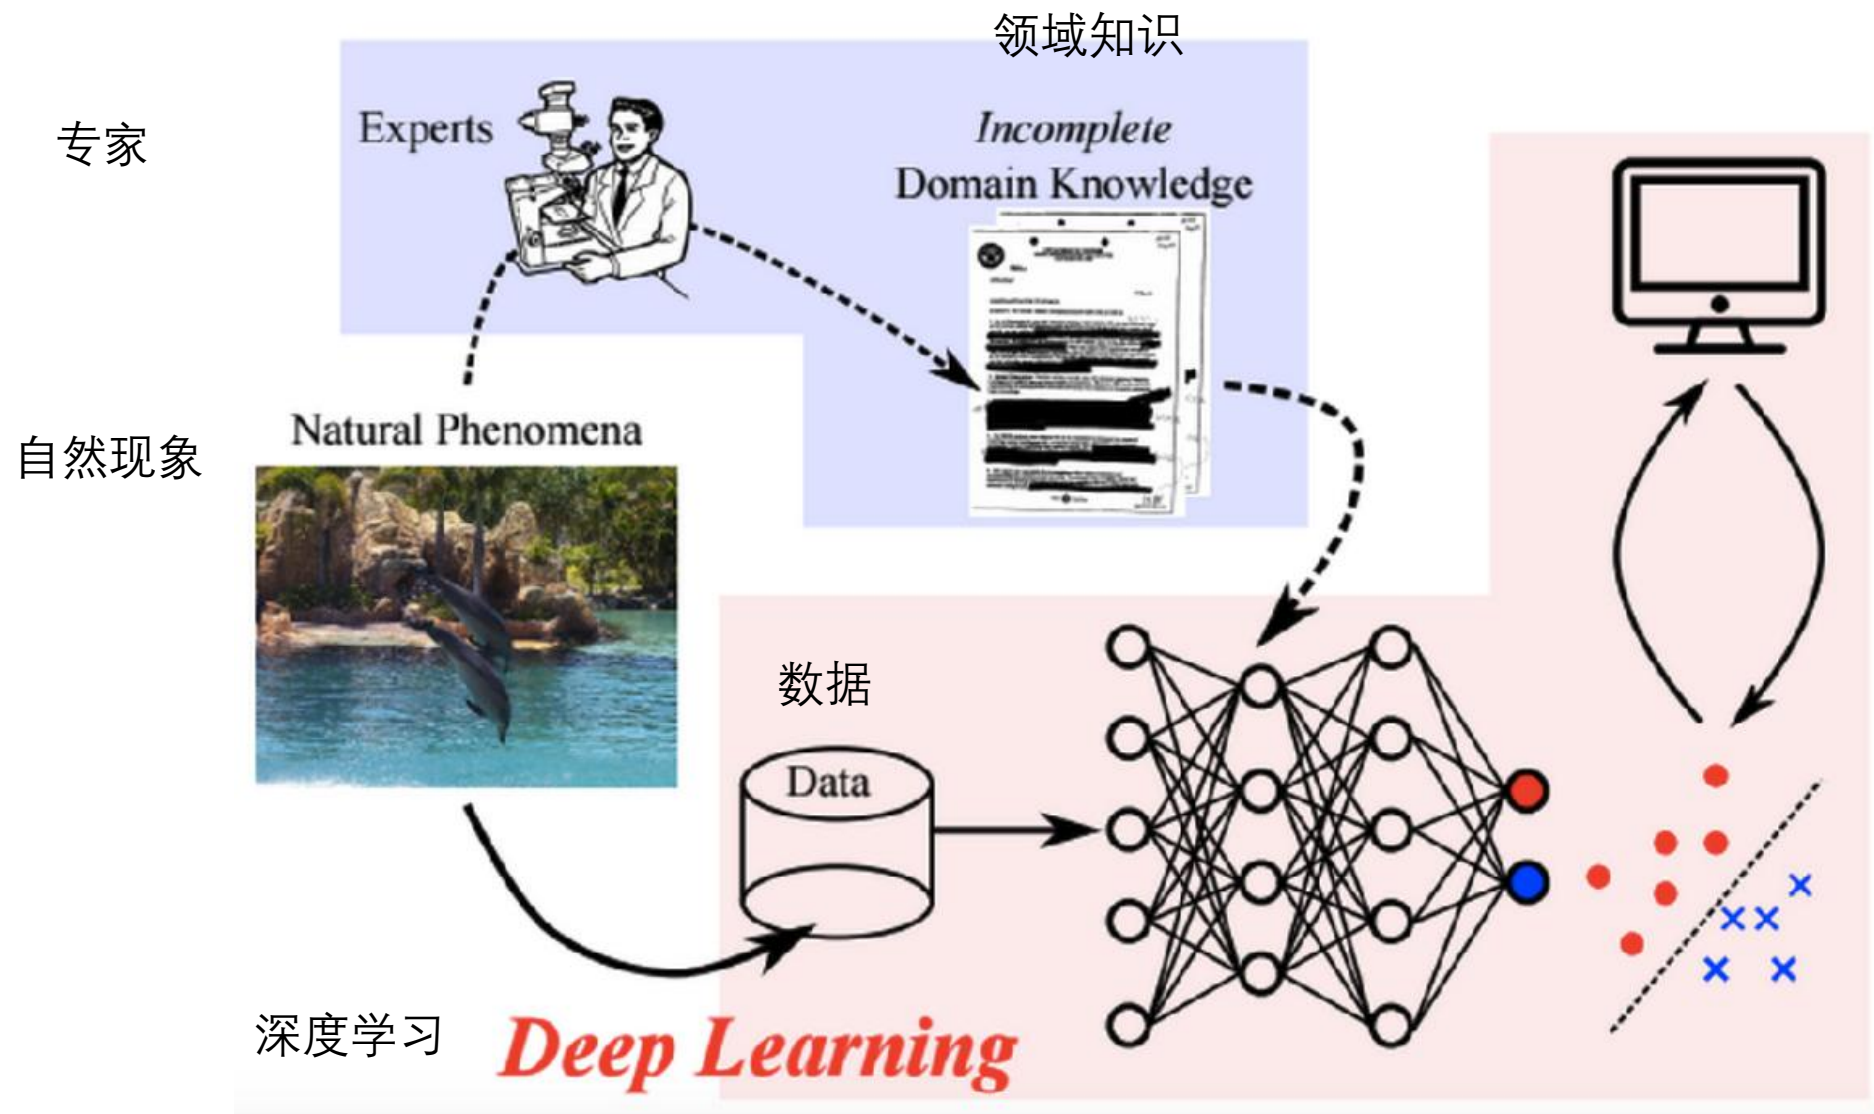 领域知识
专家
Experts
Incomplete
Domain Knowledge
自然现象
Natural Phenomena
数据
Data
深度学习
Deep Learning